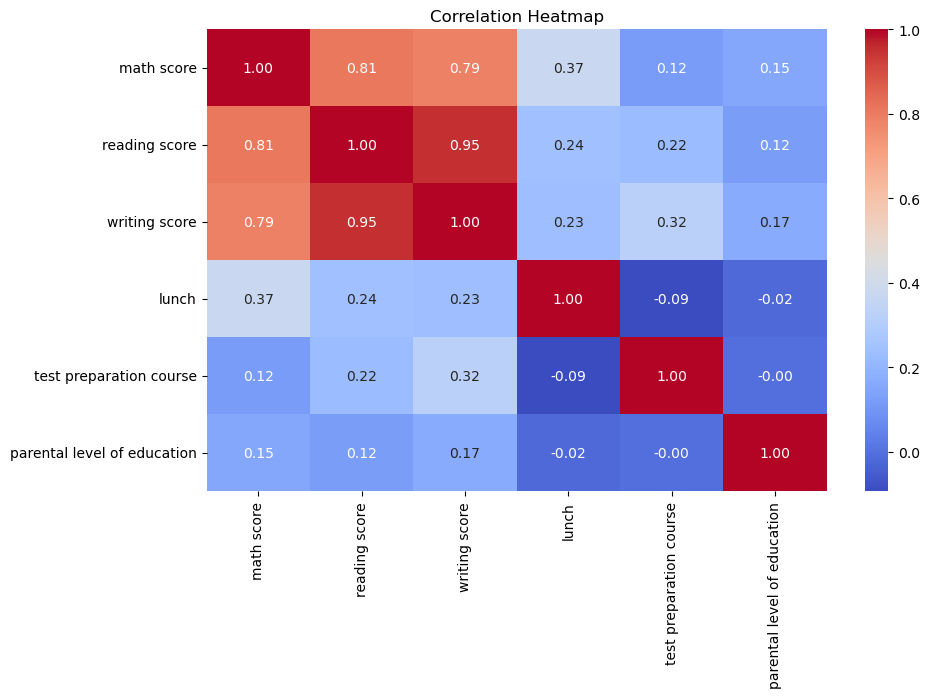 Correlation Heatmap
math score 1.00 0.81 0.79 0.37 0.12 0.15
reading score 0.81 1.00 0.95 0.24 0.22 0.12
writing score 0.79 0.95 1.00 0.23 0.32 0.17
lunch 0.37 0.24 0.23 1.00 -0.09 -0.02
test preparation course 0.12 0.22 0.32 -0.09 1.00 -0.00
parental level of education 0.15 0.12 0.17 -0.02 -0.00 1.00
math score
reading score
writing score
lunch
test preparation course
parental level of education
1.0
0.8
0.6
0.4
0.2
0.0